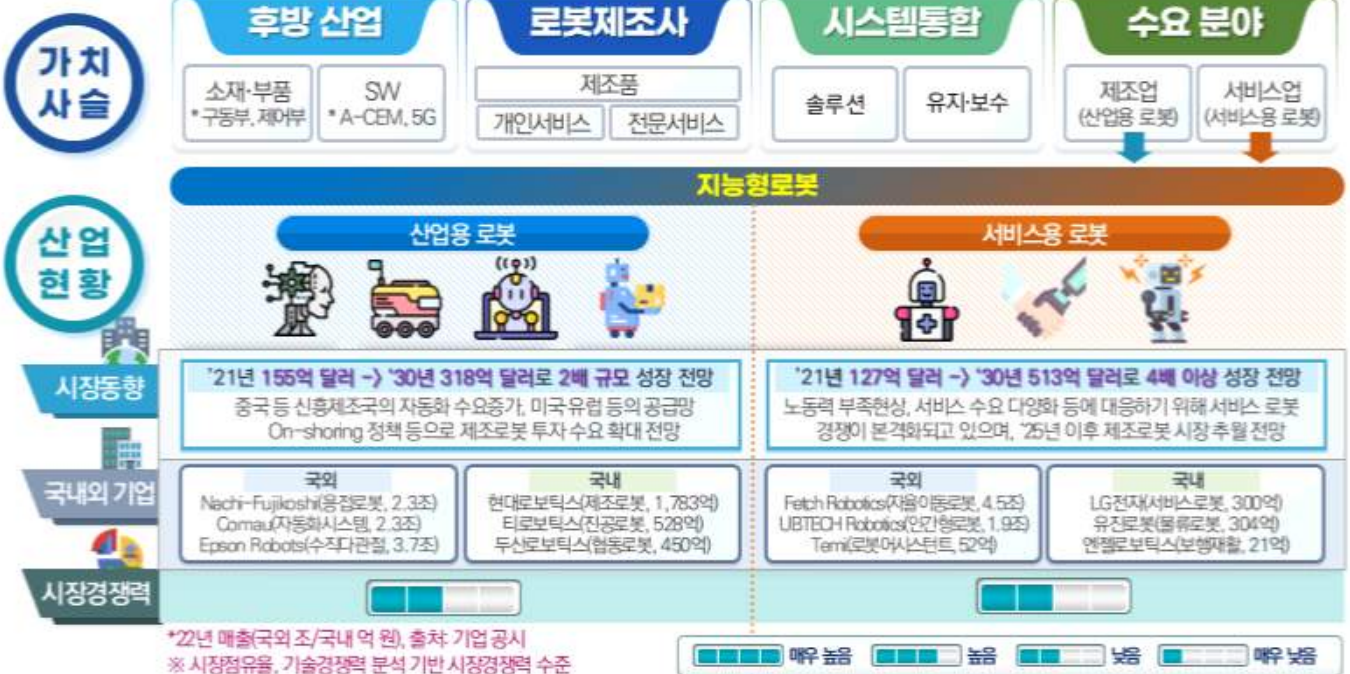 가치
사슬
후방 산업
소재·부품
* 구동부, 제어부
SW
* A-CEM, 5G
로봇제조사
제조품
개인서비스
전문서비스
시스템통합
솔루션
유지·보수
수요 분야
제조업
(산업용 로봇)
서비스업
(서비스용 로봇)
지능형로봇
산업
현황
산업용 로봇
서비스용 로봇
시장동향
'21년 155억 달러 -> '30년 318억 달러로 2배 규모 성장 전망
중국 등 신흥제조국의 자동화 수요증가, 미국 유럽 등의 공급망
On-shoring 정책 등으로 제조로봇 투자 수요 확대 전망
'21년 127억 달러 -> '30년 513억 달러로 4배 이상 성장 전망
노동력 부족현상, 서비스 수요 다양화 등에 대응하기 위해 서비스 로봇
경쟁이 본격화되고 있으며, '25년 이후 제조로봇 시장 추월 전망
국내외 기업
국외
Nachi-Fujikoshi(용접로봇, 2.3조)
Comau(자동화시스템, 2.3조)
Epson Robots(수직다관절, 3.7조)
국내
현대로보틱스(제조로봇, 1,783억)
티로보틱스(진공로봇, 528억)
두산로보틱스(협동로봇, 450억)
국외
Fetch Robotics(자율이동로봇, 4.5조)
UBTECH Robotics(인간형로봇, 1.9조)
Temi(로봇어시스턴트, 52억)
국내
LG전자(서비스로봇, 300억)
유진로봇(물류로봇, 304억)
엔젤로보틱스(보행재활, 21억)
시장경쟁력
*22년 매출(국외 조/국내 억 원), 출처: 기업 공시
※ 시장점유율, 기술경쟁력 분석 기반 시장경쟁력 수준
매우 높음
높음
낮음
매우 낮음